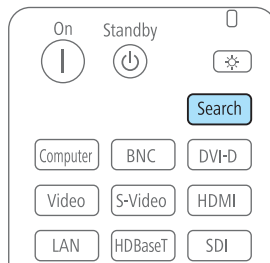 On Standby
Search
Computer BNC DVI-D
Video S-Video HDMI
LAN HDBaseT SDI